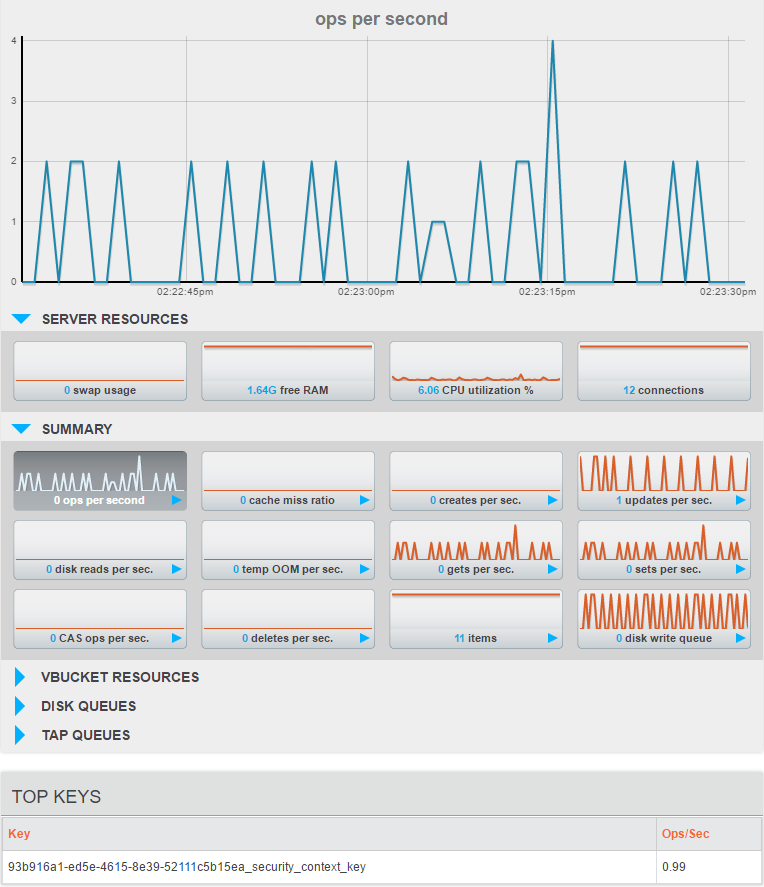 ops per second
4
3
2
1
0
02:22:45pm 02:23:00pm 02:23:15pm 02:23:30pm
SERVER RESOURCES
0 swap usage 1.64G free RAM 6.06 CPU utilization % 12 connections
SUMMARY
0 ops per second 0 cache miss ratio 0 creates per sec. 1 updates per sec.
0 disk reads per sec. 0 temp OOM per sec. 0 gets per sec. 0 sets per sec.
0 CAS ops per sec. 0 deletes per sec. 11 items 0 disk write queue
VBUCKET RESOURCES
DISK QUEUES
TAP QUEUES
TOP KEYS
Key Ops/Sec
93b916a1-ed5e-4615-8e39-52111c5b15ea_security_context_key 0.99